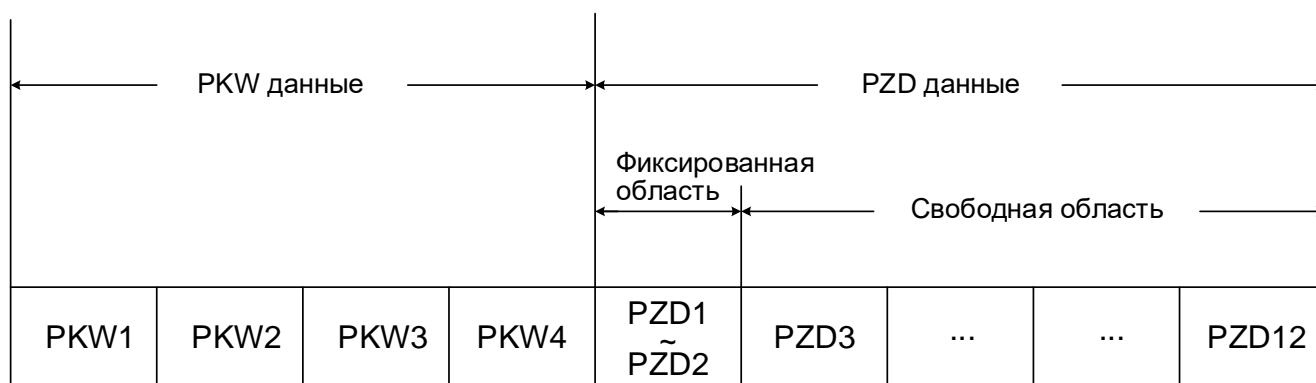 PKW данные
PZD данные
Фиксированная
область
Свободная область
PKW1
PKW2
PKW3
PKW4
PZD1
~
PZD2
PZD3
...
...
PZD12